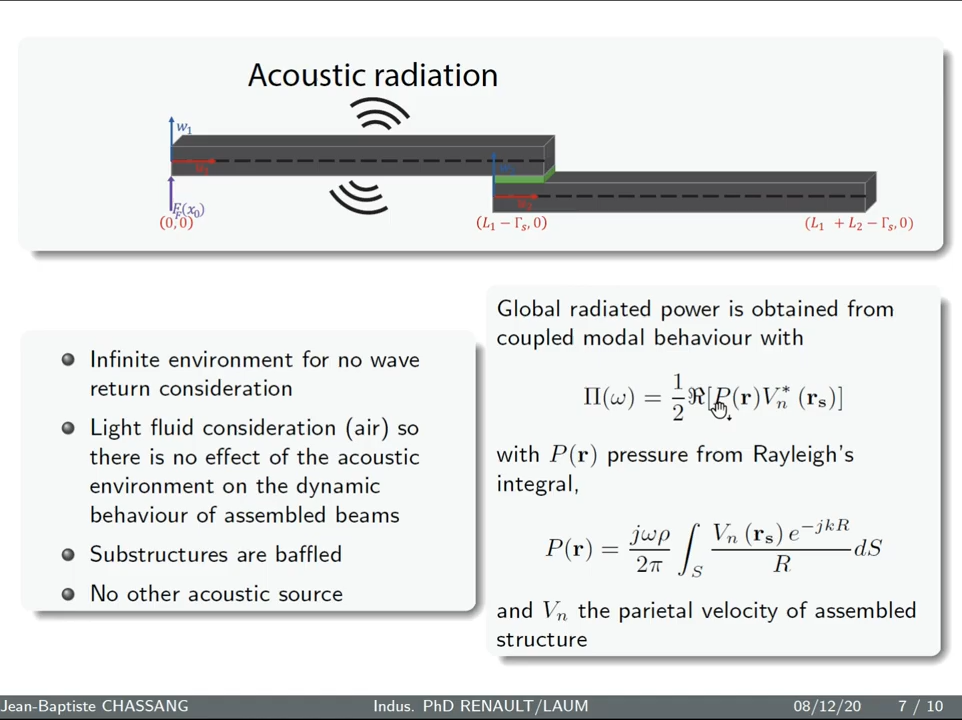 Acoustic radiation
w₁
F(x₀)
(0,0)
(L₁ − Γₛ, 0)
(L₁ + L₂ − Γₛ, 0)
Infinite environment for no wave
return consideration
Light fluid consideration (air) so
there is no effect of the acoustic
environment on the dynamic
behaviour of assembled beams
Substructures are baffled
No other acoustic source
Global radiated power is obtained from
coupled modal behaviour with
Π(ω) = 1/2 ℜ[P(r)Vₙ* (rₛ)]
with P(r) pressure from Rayleigh's
integral,
P(r) = jωρ/2π ∫_S Vₙ (rₛ) e^{−jkR}/R dS
and Vₙ the parietal velocity of assembled
structure
Jean-Baptiste CHASSANG Indus. PhD RENAULT/LAUM 08/12/20 7 / 10